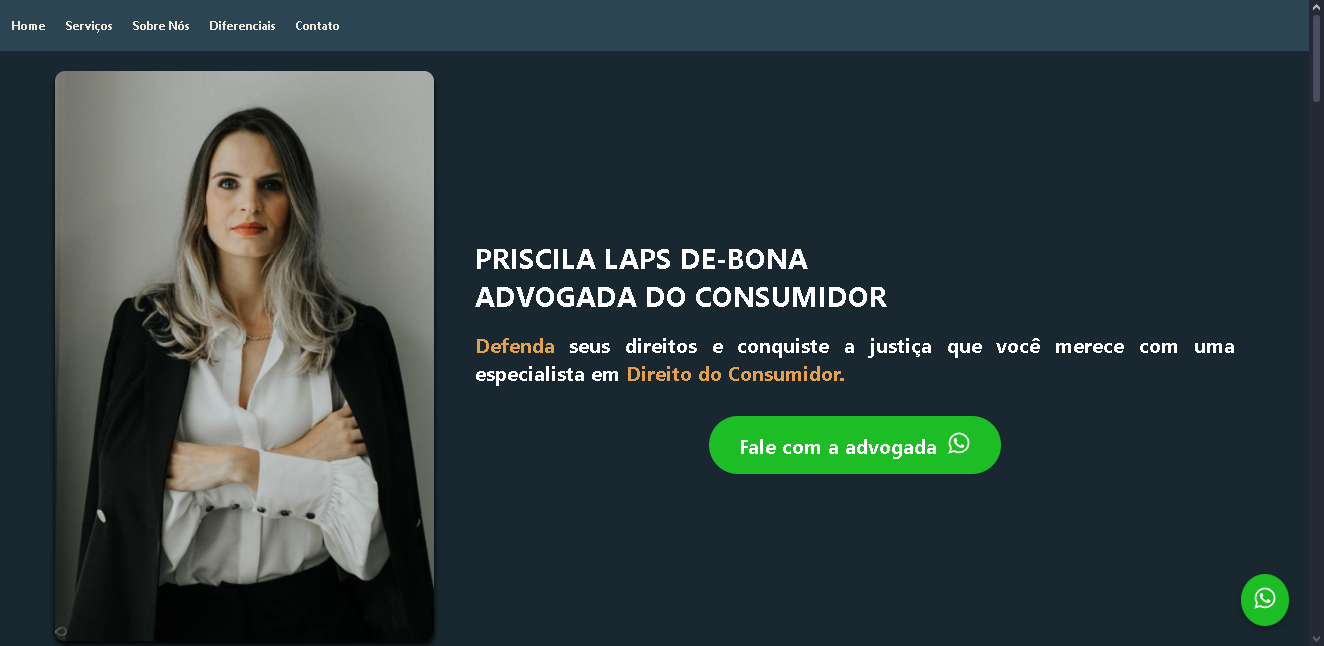 Home Serviços Sobre Nós Diferenciais Contato
PRISCILA LAPS DE-BONA
ADVOGADA DO CONSUMIDOR
Defenda seus direitos e conquiste a justiça que você merece com uma
especialista em Direito do Consumidor.
Fale com a advogada